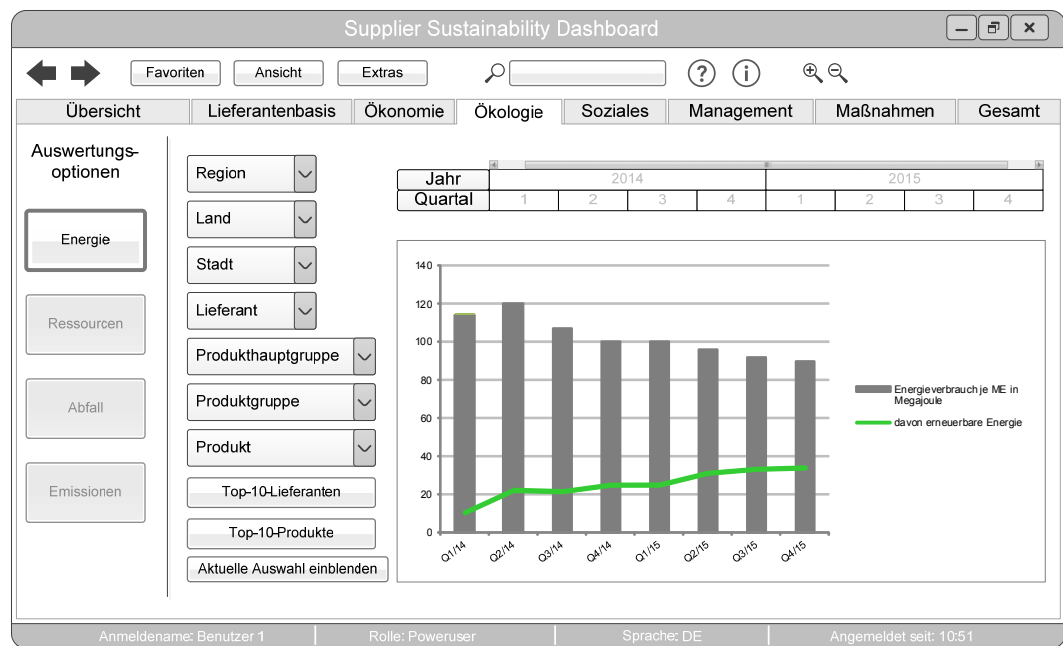 Supplier Sustainability Dashboard
Favoriten Ansicht Extras
Übersicht Lieferantenbasis Ökonomie Ökologie Soziales Management Maßnahmen Gesamt
Auswertungs-
optionen
Energie
Ressourcen
Abfall
Emissionen
Region
Land
Stadt
Lieferant
Produkthauptgruppe
Produktgruppe
Produkt
Top-10-Lieferanten
Top-10-Produkte
Aktuelle Auswahl einblenden
Jahr 2014 2015
Quartal 1 2 3 4 1 2 3 4
140
120
100
80
60
40
20
0
Q1/14 Q2/14 Q3/14 Q4/14 Q1/15 Q2/15 Q3/15 Q4/15
Energieverbrauch je ME in
Megajoule
davon erneuerbare Energie
Anmeldename: Benutzer 1 Rolle: Poweruser Sprache: DE Angemeldet seit: 10:51